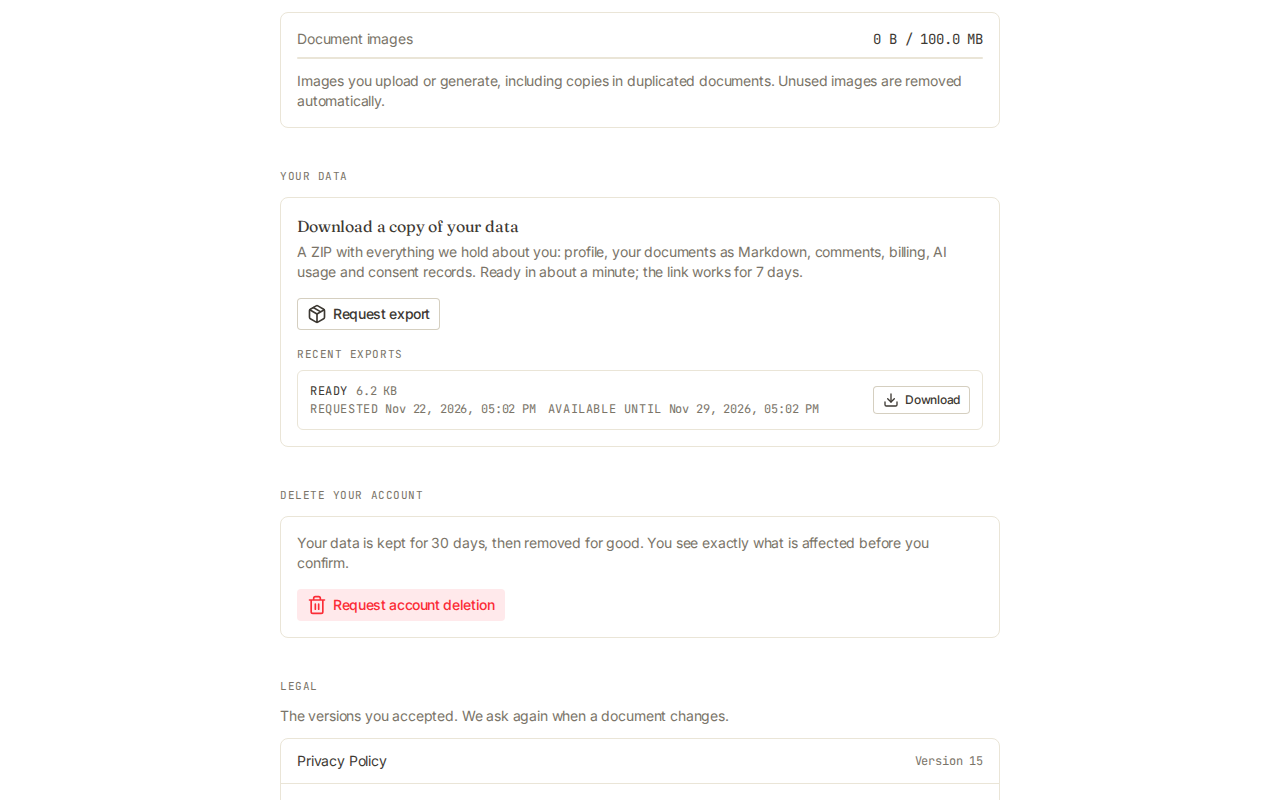 Document images 0 B / 100.0 MB
Images you upload or generate, including copies in duplicated documents. Unused images are removed
automatically.
YOUR DATA
Download a copy of your data
A ZIP with everything we hold about you: profile, your documents as Markdown, comments, billing, AI
usage and consent records. Ready in about a minute; the link works for 7 days.
Request export
RECENT EXPORTS
READY 6.2 KB
REQUESTED Nov 22, 2026, 05:02 PM AVAILABLE UNTIL Nov 29, 2026, 05:02 PM
Download
DELETE YOUR ACCOUNT
Your data is kept for 30 days, then removed for good. You see exactly what is affected before you
confirm.
Request account deletion
LEGAL
The versions you accepted. We ask again when a document changes.
Privacy Policy Version 15